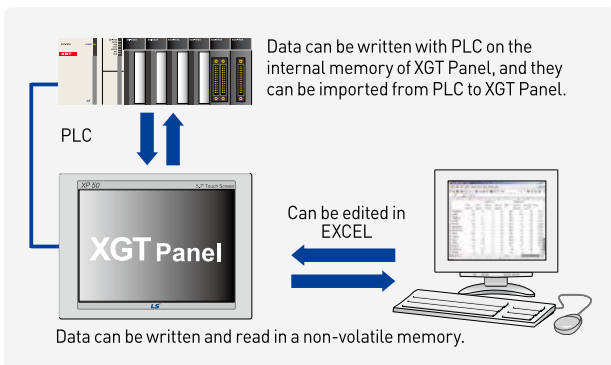 XGT
Data can be written with PLC on the
internal memory of XGT Panel, and they
can be imported from PLC to XGT Panel.
PLC
XP 50
5.7" Touch Screen
XGT Panel
LS
Can be edited in
EXCEL
Data can be written and read in a non-volatile memory.